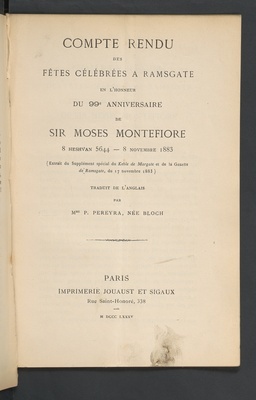 COMPTE RENDU
DES
FÊTES CÉLÉBRÉES A RAMSGATE
EN L'HONNEUR
DU 99e ANNIVERSAIRE
DE
SIR MOSES MONTEFIORE
8 HESHVAN 5644 — 8 NOVEMBRE 1883
(Extrait du Supplément spécial du Keble de Margate et de la Gazette
de Ramsgate, du 17 novembre 1883)
TRADUIT DE L'ANGLAIS
PAR
Mme P. PEREYRA, NÉE BLOCH
PARIS
IMPRIMERIE JOUAUST ET SIGAUX
Rue Saint-Honoré, 338
M DCCC LXXXV